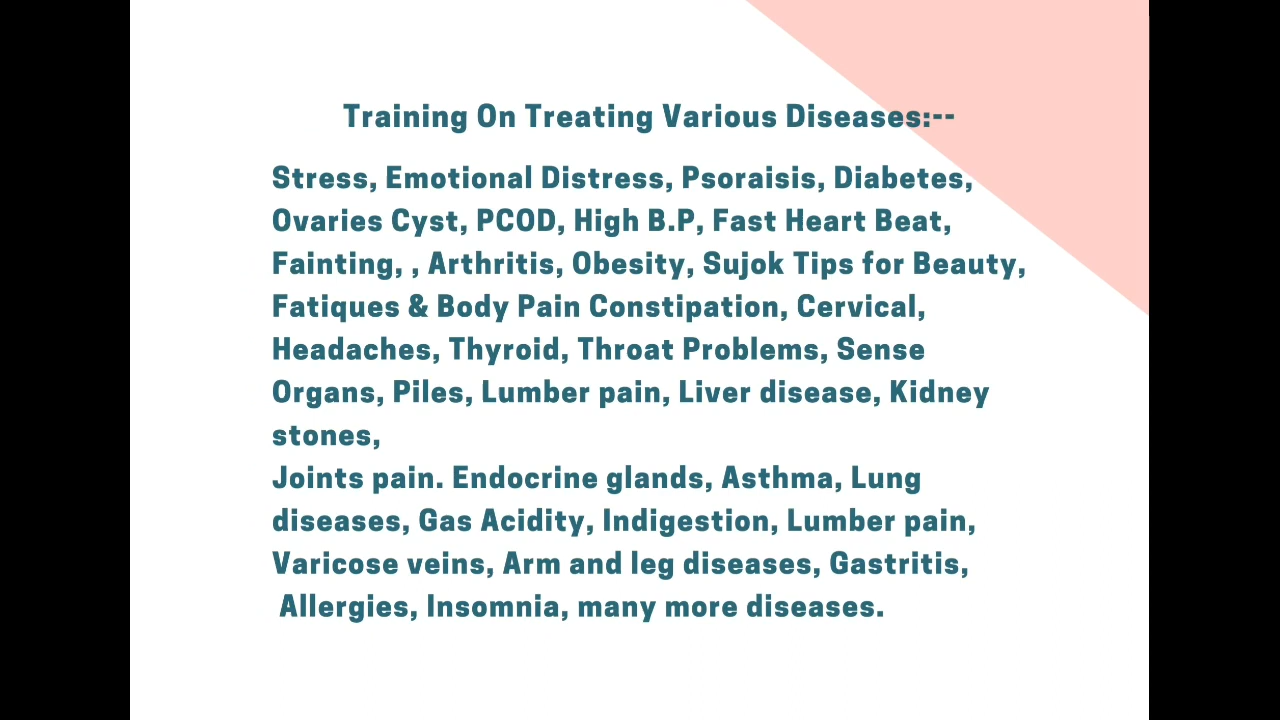 Training On Treating Various Diseases:--
Stress, Emotional Distress, Psoraisis, Diabetes,
Ovaries Cyst, PCOD, High B.P, Fast Heart Beat,
Fainting, , Arthritis, Obesity, Sujok Tips for Beauty,
Fatiques & Body Pain Constipation, Cervical,
Headaches, Thyroid, Throat Problems, Sense
Organs, Piles, Lumber pain, Liver disease, Kidney
stones,
Joints pain. Endocrine glands, Asthma, Lung
diseases, Gas Acidity, Indigestion, Lumber pain,
Varicose veins, Arm and leg diseases, Gastritis,
Allergies, Insomnia, many more diseases.